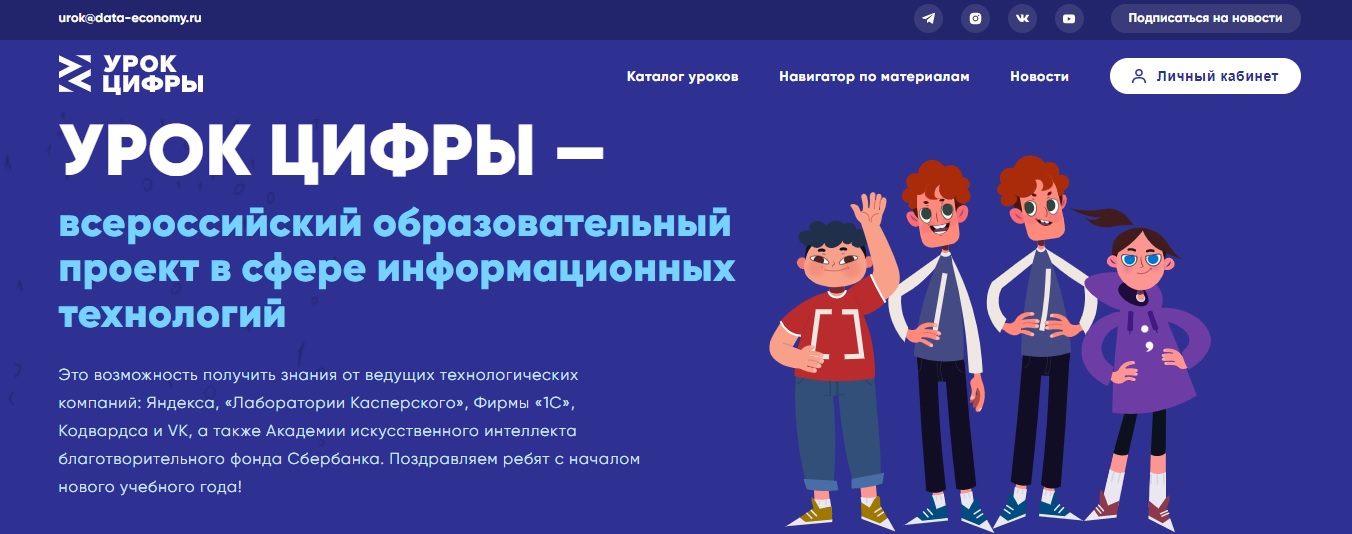 urok@data-economy.ru
Подписаться на новости
УРОК
ЦИФРЫ
Каталог уроков
Навигатор по материалам
Новости
Личный кабинет
УРОК ЦИФРЫ —
всероссийский образовательный
проект в сфере информационных
технологий
Это возможность получить знания от ведущих технологических
компаний: Яндекса, «Лаборатории Касперского», Фирмы «1С»,
Кодвардса и VK, а также Академии искусственного интеллекта
благотворительного фонда Сбербанка. Поздравляем ребят с началом
нового учебного года!